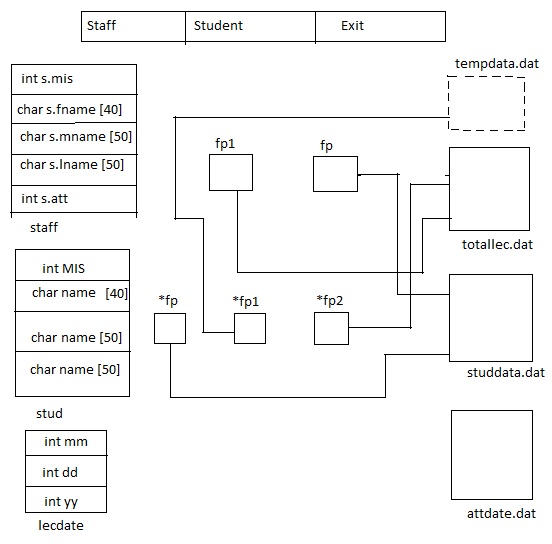 Staff Student Exit
tempdata.dat
int s.mis
char s.fname [40]
char s.mname [50]
char s.lname [50]
int s.att
staff
fp1 fp
totallec.dat
int MIS
char name [40]
char name [50]
char name [50]
stud
*fp *fp1 *fp2
studdata.dat
int mm
int dd
int yy
lecdate
attdate.dat